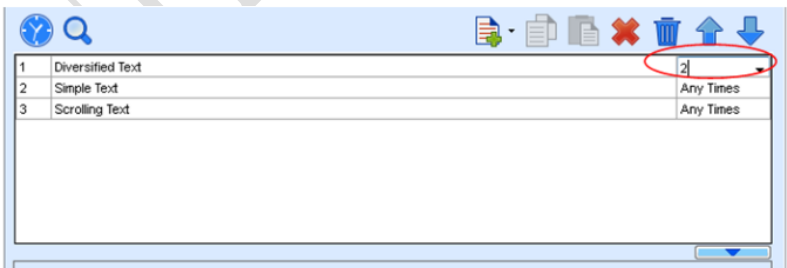 1 Diversified Text 2
2 Simple Text Any Times
3 Scrolling Text Any Times